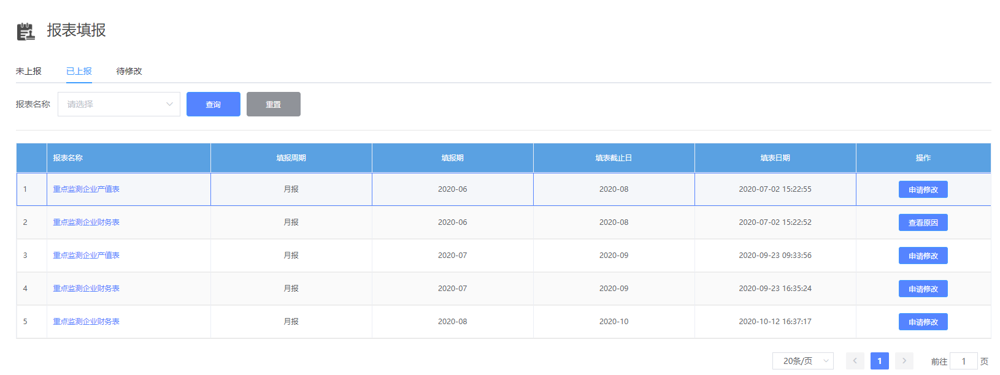 报表填报
未上报 已上报 待修改
报表名称 请选择 查询 重置
报表名称 填报周期 填报期 填表截止日 填表日期 操作
1 重点监测企业产值表 月报 2020-06 2020-08 2020-07-02 15:22:55 申请修改
2 重点监测企业财务表 月报 2020-06 2020-08 2020-07-02 15:22:52 查看原因
3 重点监测企业产值表 月报 2020-07 2020-09 2020-09-23 09:33:56 申请修改
4 重点监测企业财务表 月报 2020-07 2020-09 2020-09-23 16:35:24 申请修改
5 重点监测企业财务表 月报 2020-08 2020-10 2020-10-12 16:37:17 申请修改
20条/页 1 前往 1 页